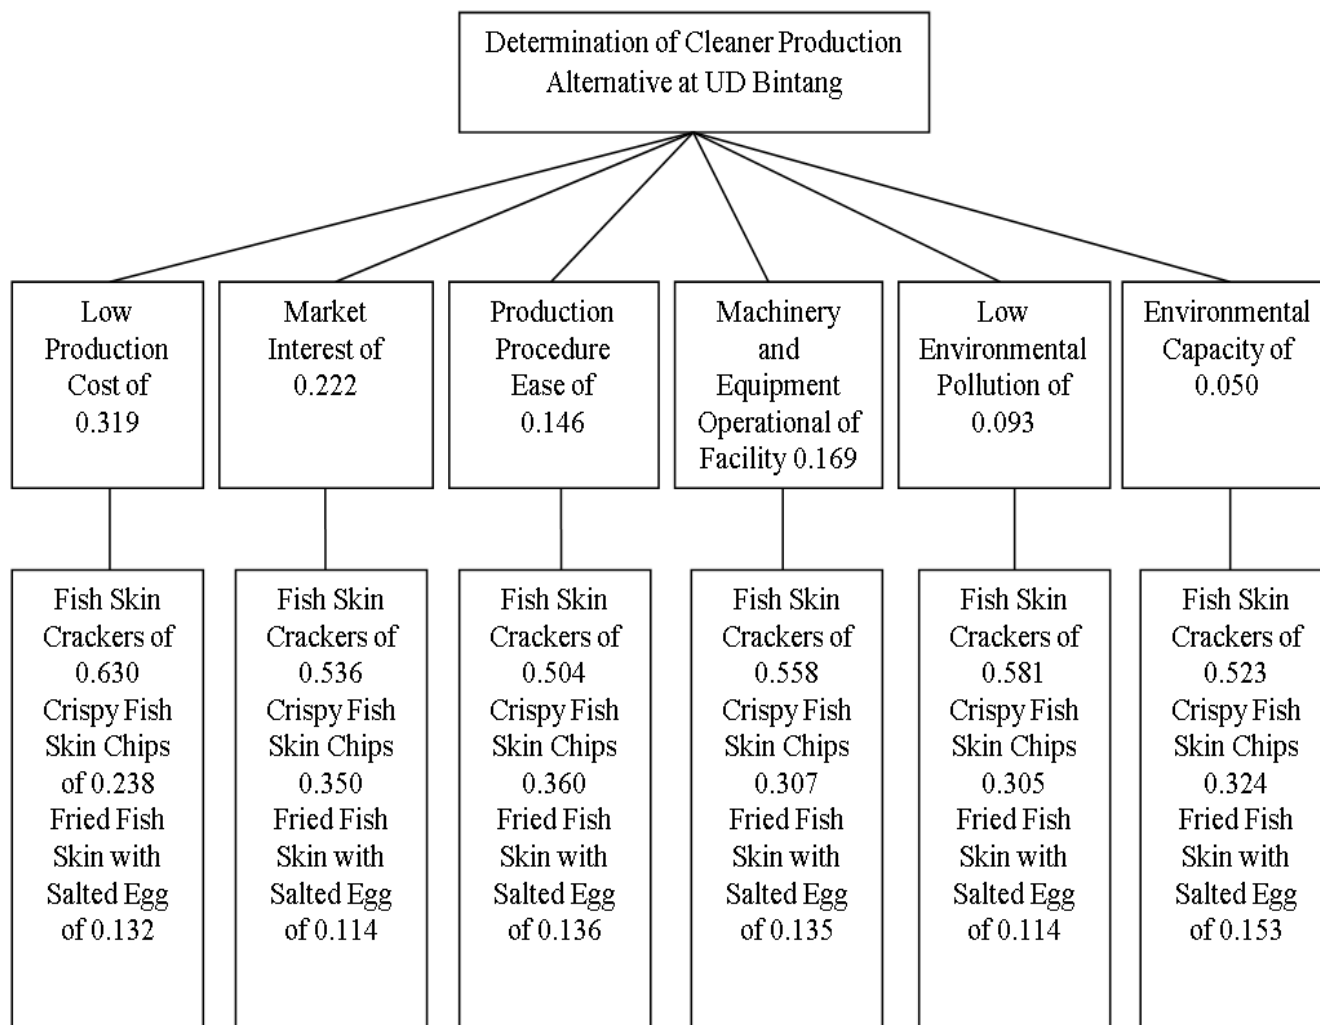 Determination of Cleaner Production
Alternative at UD Bintang
Low
Production
Cost of
0.319
Market
Interest of
0.222
Production
Procedure
Ease of
0.146
Machinery
and
Equipment
Operational of
Facility 0.169
Low
Environmental
Pollution of
0.093
Environmental
Capacity of
0.050
Fish Skin
Crackers of
0.630
Crispy Fish
Skin Chips
of 0.238
Fried Fish
Skin with
Salted Egg
of 0.132
Fish Skin
Crackers of
0.536
Crispy Fish
Skin Chips
0.350
Fried Fish
Skin with
Salted Egg
of 0.114
Fish Skin
Crackers of
0.504
Crispy Fish
Skin Chips
0.360
Fried Fish
Skin with
Salted Egg
of 0.136
Fish Skin
Crackers of
0.558
Crispy Fish
Skin Chips
0.307
Fried Fish
Skin with
Salted Egg
of 0.135
Fish Skin
Crackers of
0.581
Crispy Fish
Skin Chips
0.305
Fried Fish
Skin with
Salted Egg
of 0.114
Fish Skin
Crackers of
0.523
Crispy Fish
Skin Chips
0.324
Fried Fish
Skin with
Salted Egg
of 0.153